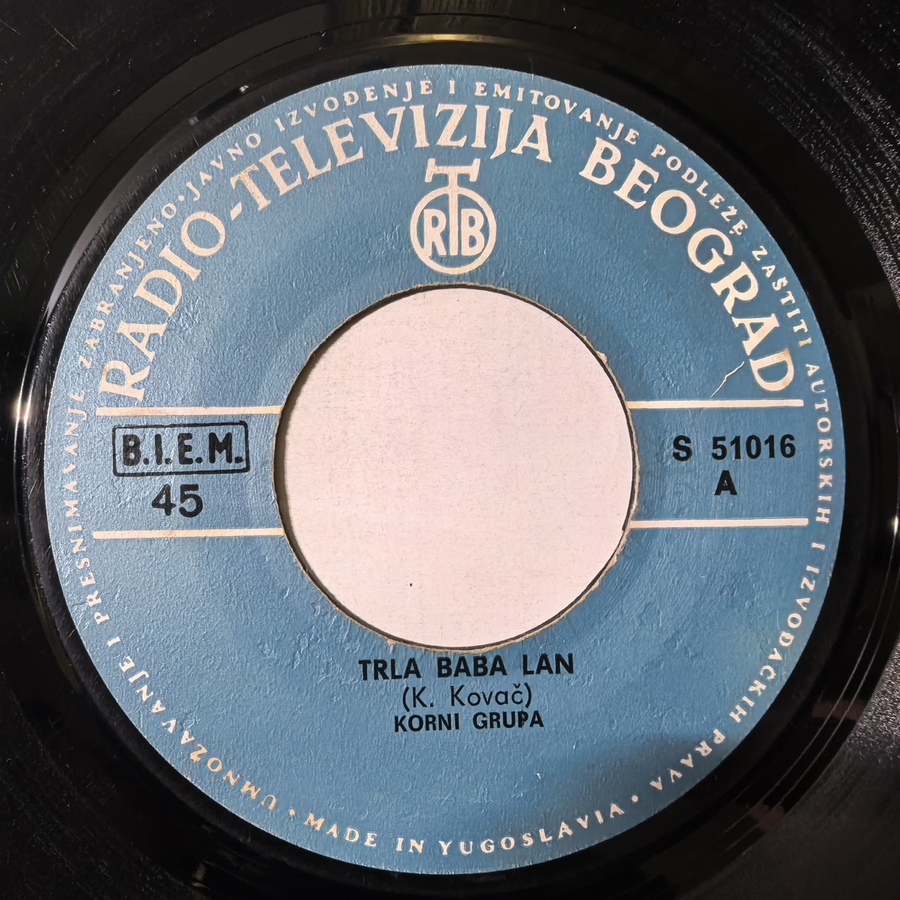 UMNOŽAVANJE I PRESNIMAVANJE ZABRANJENO • JAVNO IZVOĐENJE I EMITOVANJE PODLEŽE ZAŠTITI AUTORSKIH I IZVOĐAČKIH PRAVA • MADE IN YUGOSLAVIA •
RADIO-TELEVIZIJA BEOGRAD
RTB
B.I.E.M.
45
S 51016
A
TRLA BABA LAN
(K. Kovač)
KORNI GRUPA